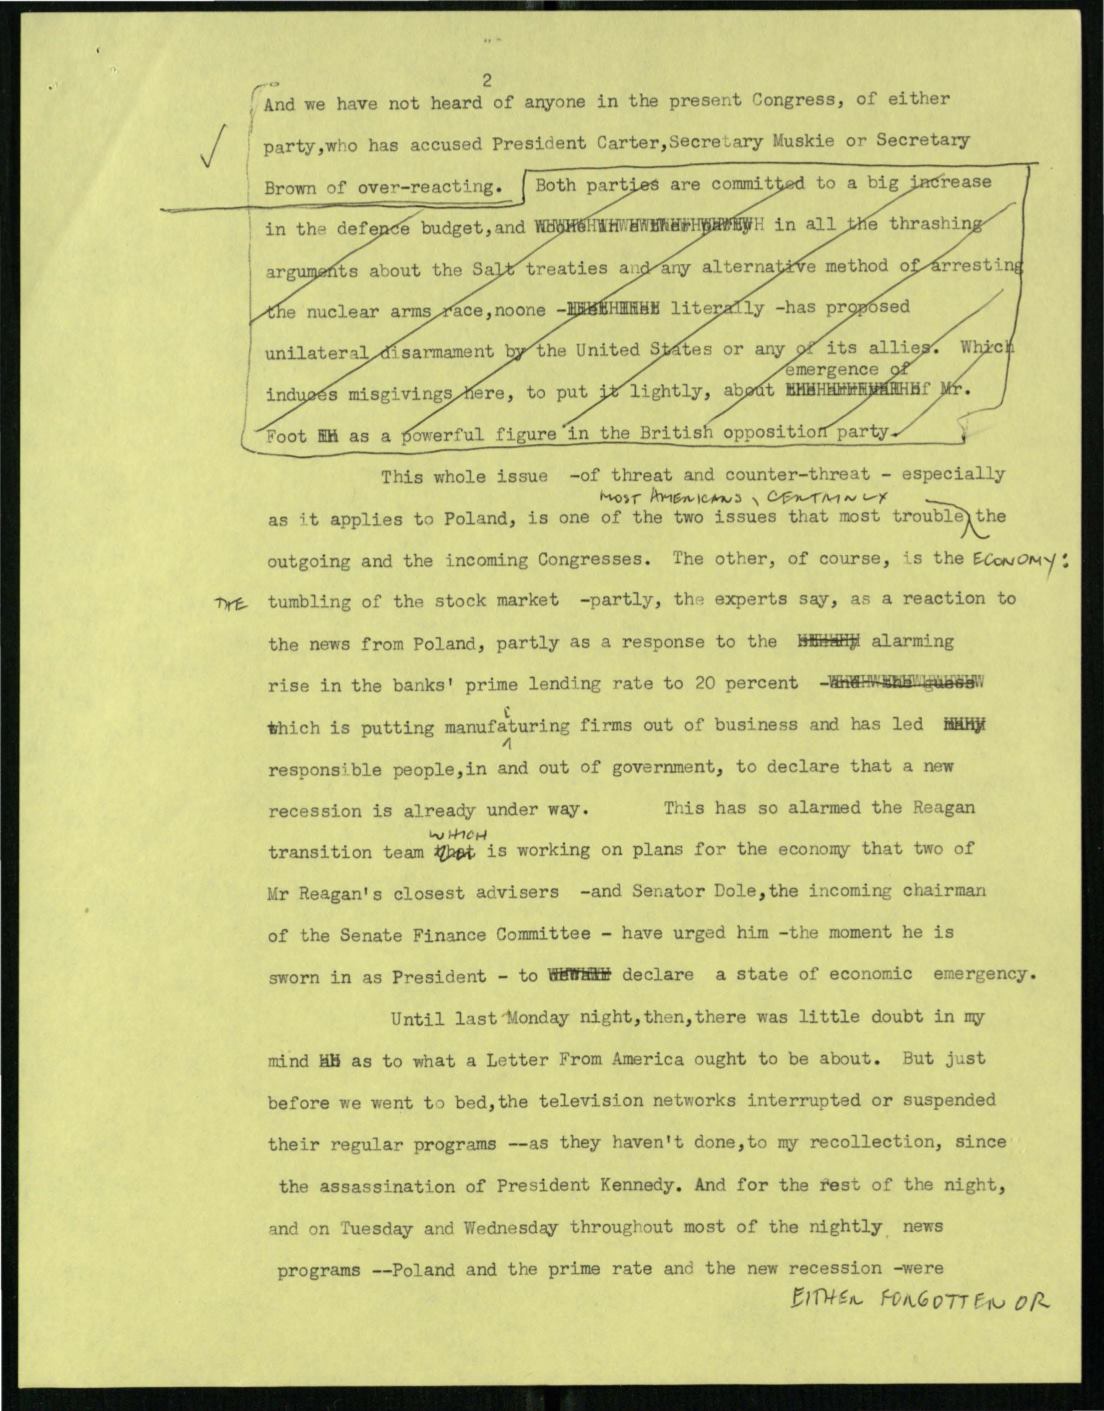 2
And we have not heard of anyone in the present Congress, of either
party,who has accused President Carter,Secretary Muskie or Secretary
Brown of over-reacting. Both parties are committed to a big increase
in the defence budget,and in all the thrashing
arguments about the Salt treaties and any alternative method of arresting
the nuclear arms race,noone - literally -has proposed
unilateral disarmament by the United States or any of its allies. Which
emergence of
induces misgivings here, to put it lightly, about Mr.
Foot as a powerful figure in the British opposition party.
This whole issue -of threat and counter-threat - especially
MOST AMERICANS, CERTAINLY
as it applies to Poland, is one of the two issues that most trouble the
outgoing and the incoming Congresses. The other, of course, is the ECONOMY:
THE tumbling of the stock market -partly, the experts say, as a reaction to
the news from Poland, partly as a response to the alarming
rise in the banks' prime lending rate to 20 percent -
which is putting manufaturing firms out of business and has led
responsible people,in and out of government, to declare that a new
recession is already under way. This has so alarmed the Reagan
WHICH
transition team that is working on plans for the economy that two of
Mr Reagan's closest advisers -and Senator Dole,the incoming chairman
of the Senate Finance Committee - have urged him -the moment he is
sworn in as President - to declare a state of economic emergency.
Until last Monday night,then,there was little doubt in my
mind as to what a Letter From America ought to be about. But just
before we went to bed,the television networks interrupted or suspended
their regular programs --as they haven't done,to my recollection, since
the assassination of President Kennedy. And for the rest of the night,
and on Tuesday and Wednesday throughout most of the nightly news
programs --Poland and the prime rate and the new recession -were
EITHER FORGOTTEN OR